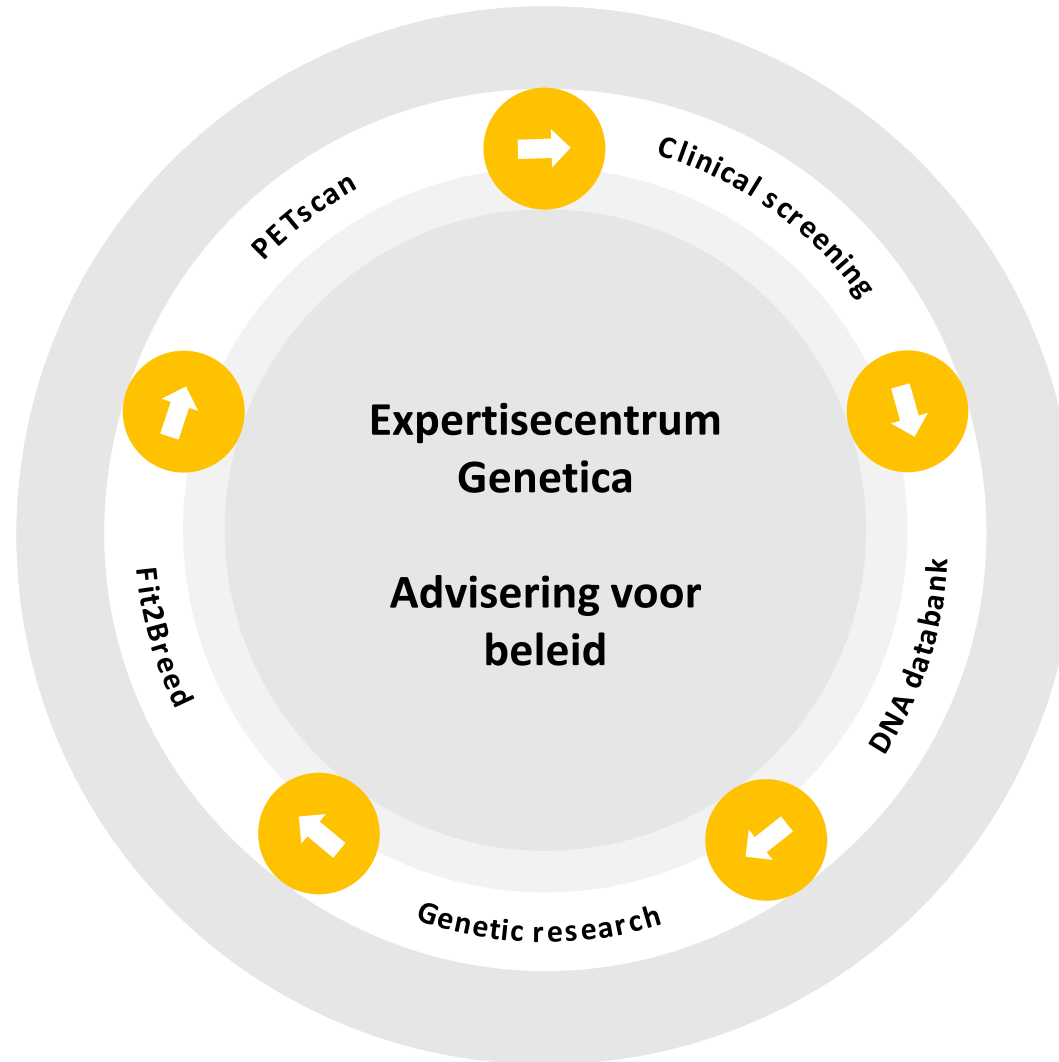 PETscan
Clinical screening
DNA databank
Genetic research
Fit2Breed
Expertisecentrum
Genetica
Advisering voor
beleid